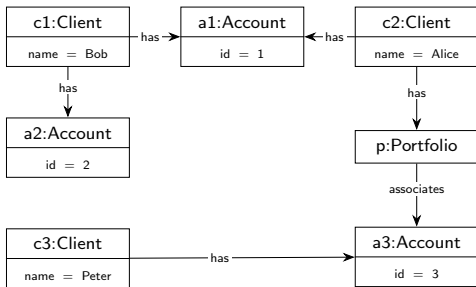 c1:Client
name = Bob
has
a1:Account
id = 1
has
c2:Client
name = Alice
has
has
a2:Account
id = 2
p:Portfolio
associates
c3:Client
name = Peter
has
a3:Account
id = 3